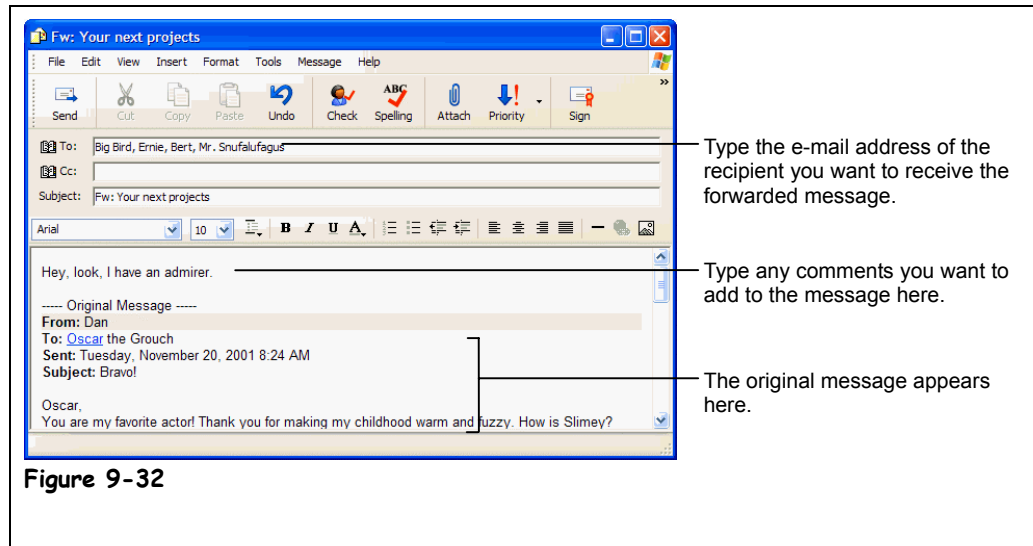 Fw: Your next projects
File Edit View Insert Format Tools Message Help
ABC
»
Send Cut Copy Paste Undo Check Spelling Attach Priority Sign
To: Big Bird, Ernie, Bert, Mr. Snufalufagus
Type the e-mail address of the
recipient you want to receive the
forwarded message.
Cc:
Subject: Fw: Your next projects
Arial 10 B I U A
Hey, look, I have an admirer.
Type any comments you want to
add to the message here.
----- Original Message -----
From: Dan
To: Oscar the Grouch
Sent: Tuesday, November 20, 2001 8:24 AM
Subject: Bravo!
The original message appears
here.
Oscar,
You are my favorite actor! Thank you for making my childhood warm and fuzzy. How is Slimey?
Figure 9-32